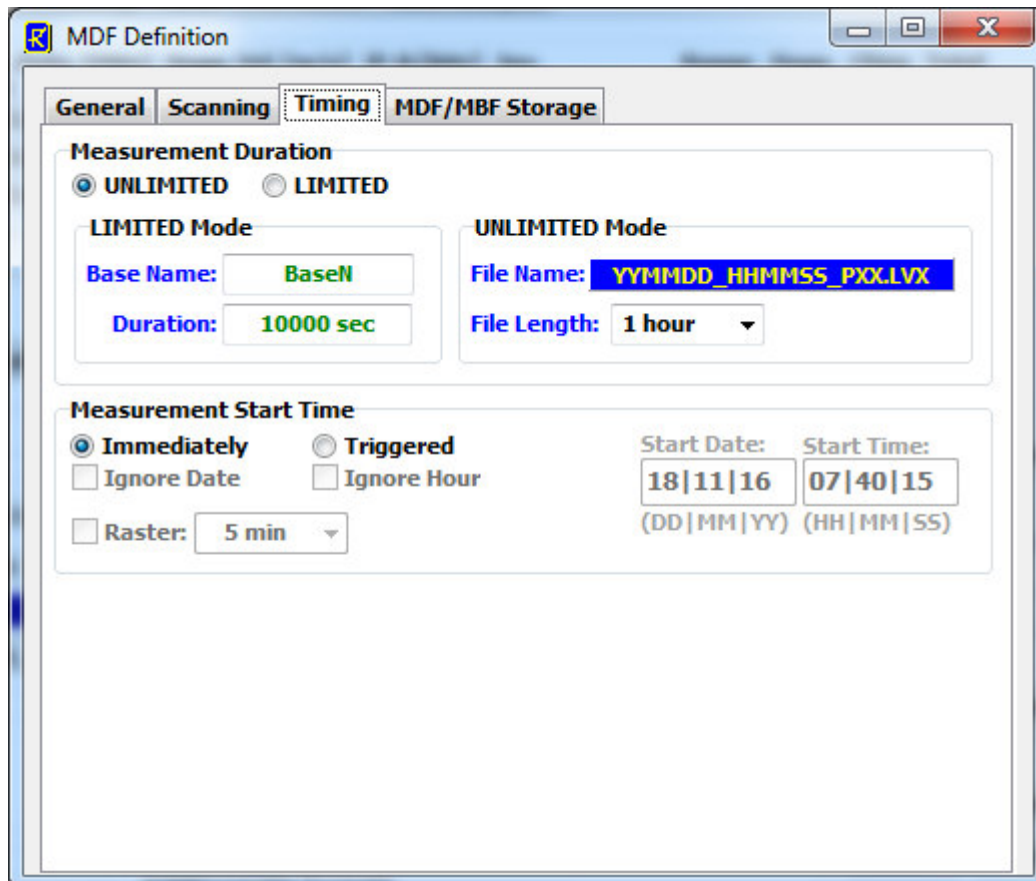 MDF Definition
General Scanning Timing MDF/MBF Storage
Measurement Duration
UNLIMITED LIMITED
LIMITED Mode
Base Name: BaseN
Duration: 10000 sec
UNLIMITED Mode
File Name: YYMMDD_HHMMSS_PXX.LVX
File Length: 1 hour
Measurement Start Time
Immediately Triggered
Ignore Date Ignore Hour
Raster: 5 min
Start Date: Start Time:
18|11|16 07|40|15
(DD|MM|YY) (HH|MM|SS)